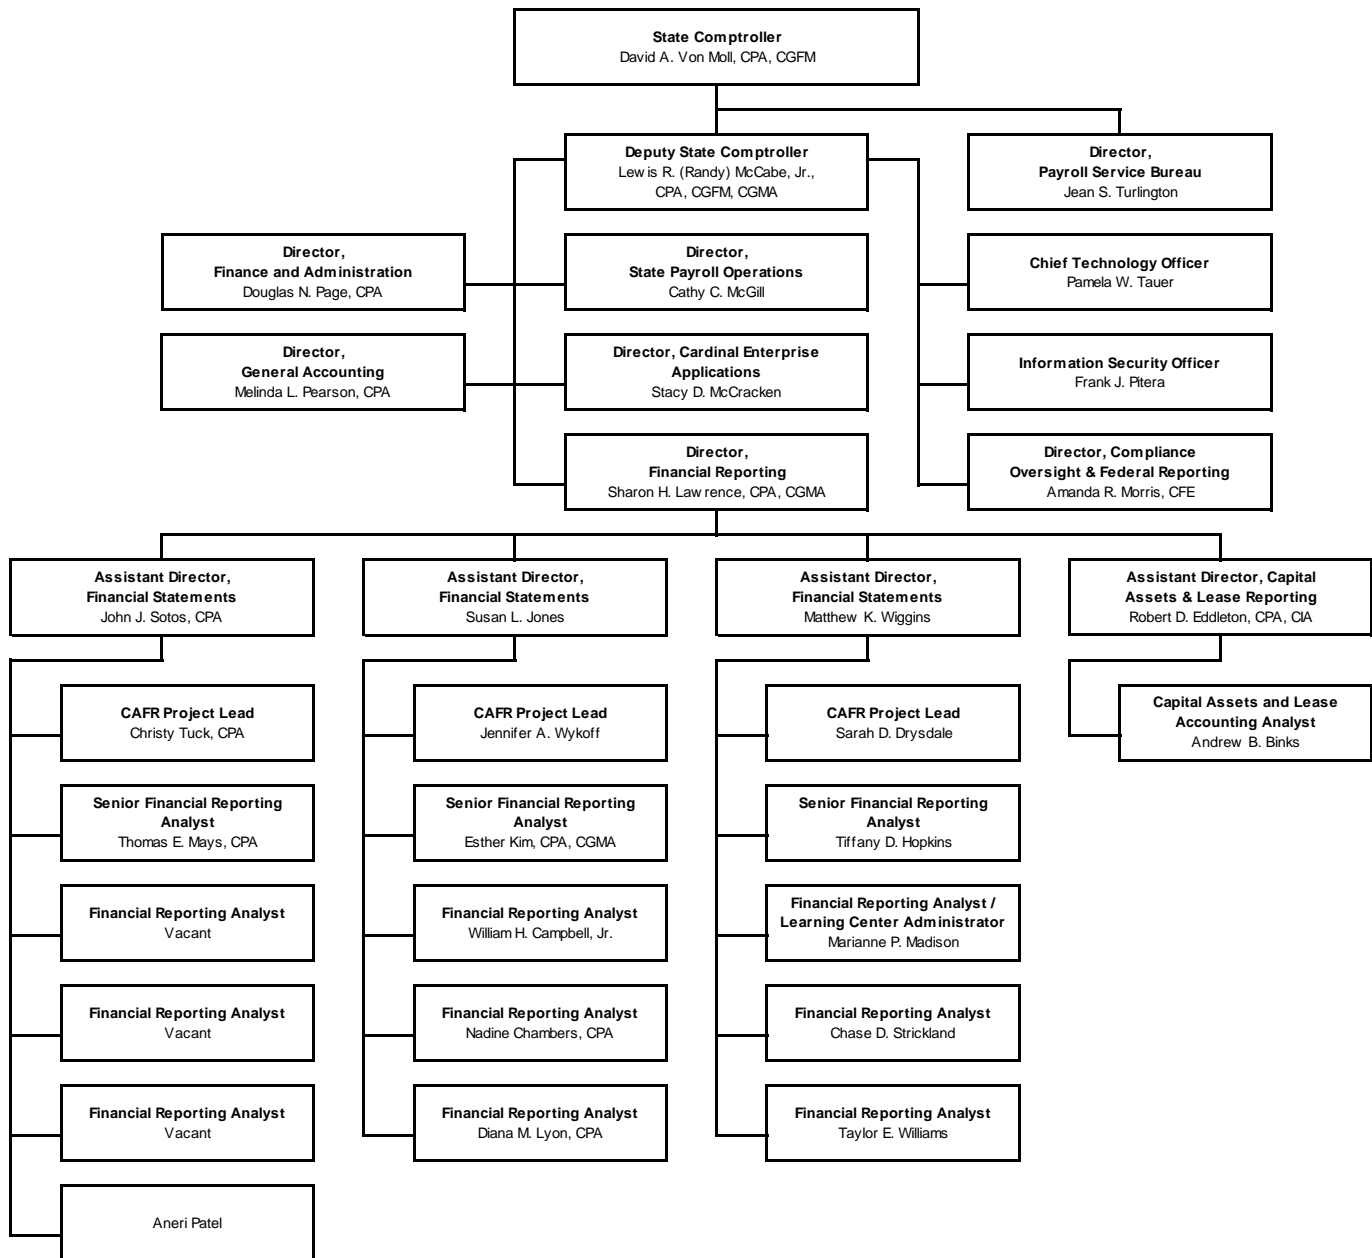 State Comptroller
David A. Von Moll, CPA, CGFM
Deputy State Comptroller
Lewis R. (Randy) McCabe, Jr.,
CPA, CGFM, CGMA
Director,
Payroll Service Bureau
Jean S. Turlington
Director,
Finance and Administration
Douglas N. Page, CPA
Director,
State Payroll Operations
Cathy C. McGill
Chief Technology Officer
Pamela W. Tauer
Director,
General Accounting
Melinda L. Pearson, CPA
Director, Cardinal Enterprise
Applications
Stacy D. McCracken
Information Security Officer
Frank J. Pitera
Director,
Financial Reporting
Sharon H. Lawrence, CPA, CGMA
Director, Compliance
Oversight & Federal Reporting
Amanda R. Morris, CFE
Assistant Director,
Financial Statements
John J. Sotos, CPA
Assistant Director,
Financial Statements
Susan L. Jones
Assistant Director,
Financial Statements
Matthew K. Wiggins
Assistant Director, Capital
Assets & Lease Reporting
Robert D. Eddleton, CPA, CIA
CAFR Project Lead
Christy Tuck, CPA
CAFR Project Lead
Jennifer A. Wykoff
CAFR Project Lead
Sarah D. Drysdale
Capital Assets and Lease
Accounting Analyst
Andrew B. Binks
Senior Financial Reporting
Analyst
Thomas E. Mays, CPA
Senior Financial Reporting
Analyst
Esther Kim, CPA, CGMA
Senior Financial Reporting
Analyst
Tiffany D. Hopkins
Financial Reporting Analyst
Vacant
Financial Reporting Analyst
William H. Campbell, Jr.
Financial Reporting Analyst /
Learning Center Administrator
Marianne P. Madison
Financial Reporting Analyst
Vacant
Financial Reporting Analyst
Nadine Chambers, CPA
Financial Reporting Analyst
Chase D. Strickland
Financial Reporting Analyst
Vacant
Financial Reporting Analyst
Diana M. Lyon, CPA
Financial Reporting Analyst
Taylor E. Williams
Aneri Patel